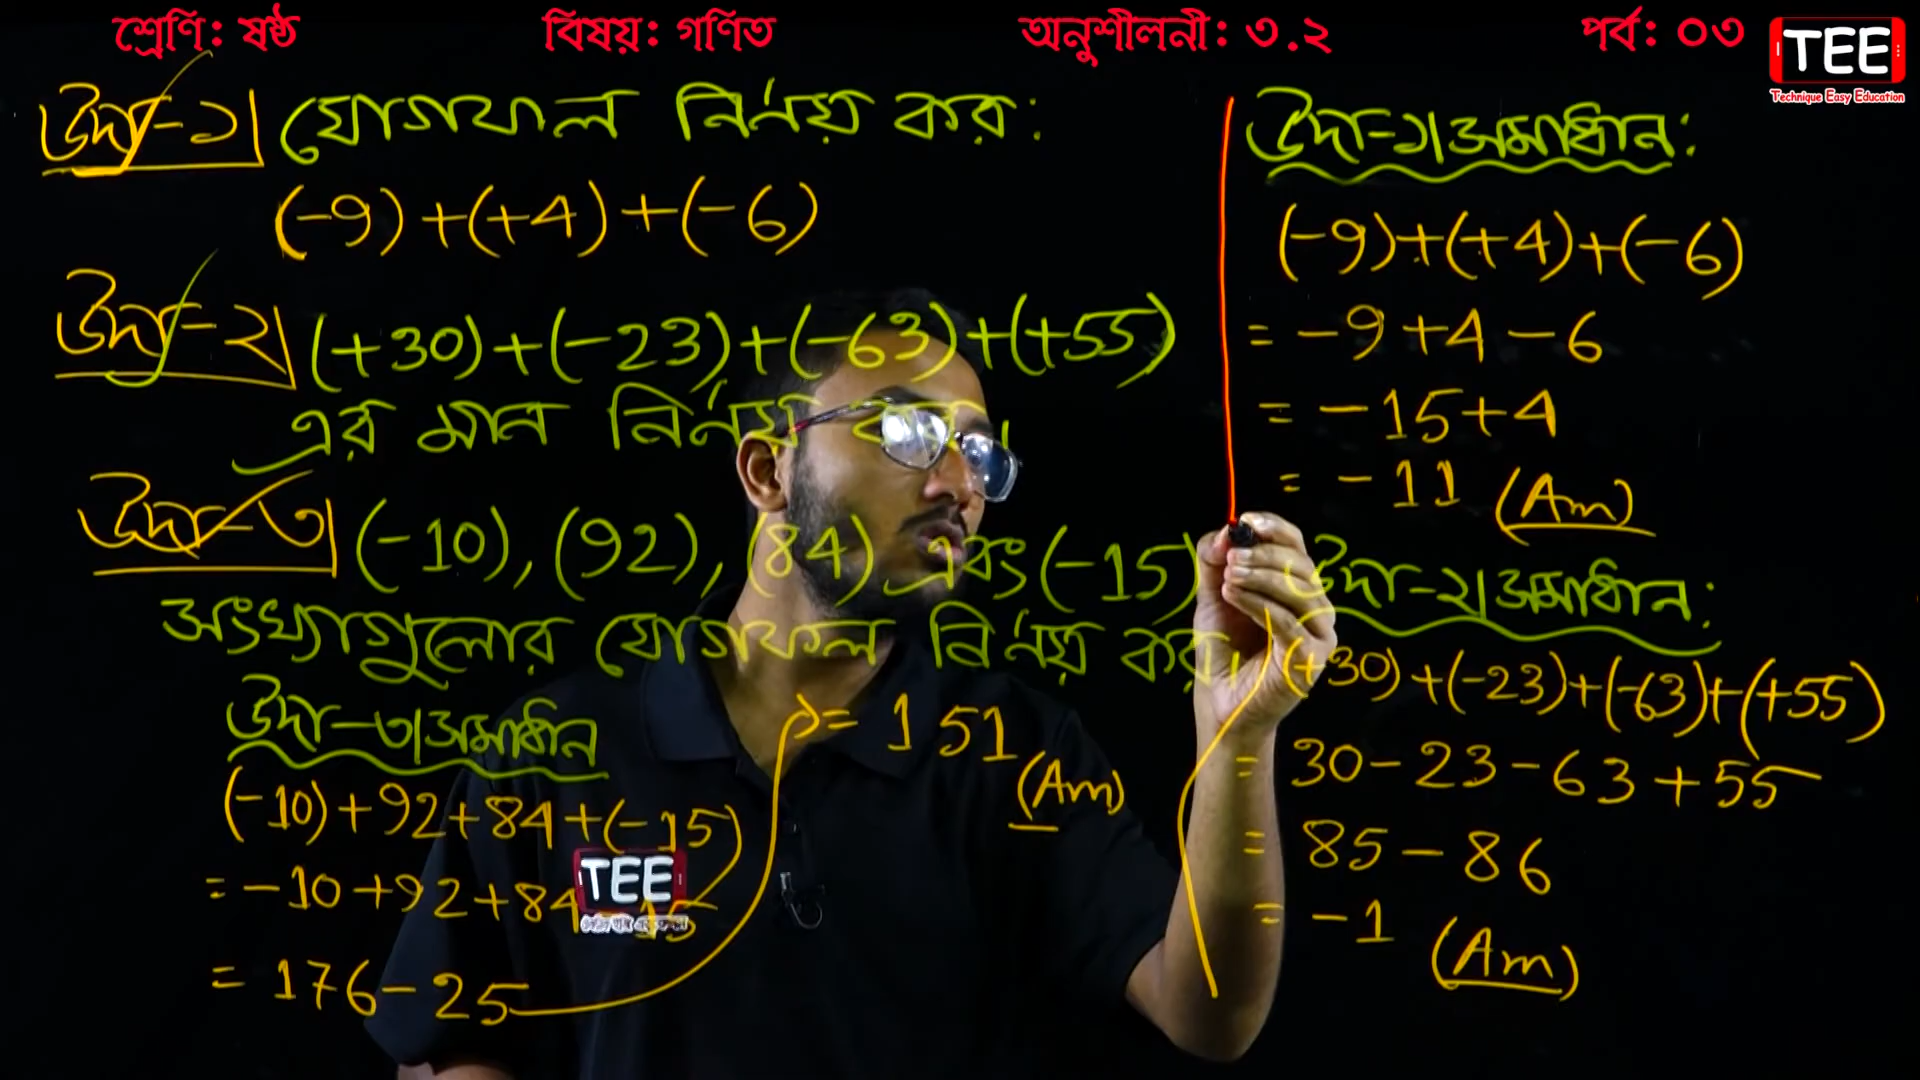 শ্রেণি: ষষ্ঠ বিষয়: গণিত অনুশীলনী: ৩.২ পর্ব: ০৩
TEE
Technique Easy Education
উদা-১। যোগফল নির্ণয় কর:
(-9)+(+4)+(-6)
উদা-২। (+30)+(-23)+(-63)+(+55)
এর মান নির্ণয় কর।
উদা-৩। (-10), (92), (84) এবং (-15)
সংখ্যাগুলোর যোগফল নির্ণয় কর।
উদা-৩। সমাধান
(-10)+92+84+(-15)
= -10+92+84-15
= 176-25
= 151 (Ans)
উদা-১। সমাধান:
(-9)+(+4)+(-6)
= -9+4-6
= -15+4
= -11 (Ans)
উদা-২। সমাধান:
(+30)+(-23)+(-63)+(+55)
= 30-23-63+55
= 85-86
= -1 (Ans)
TEE